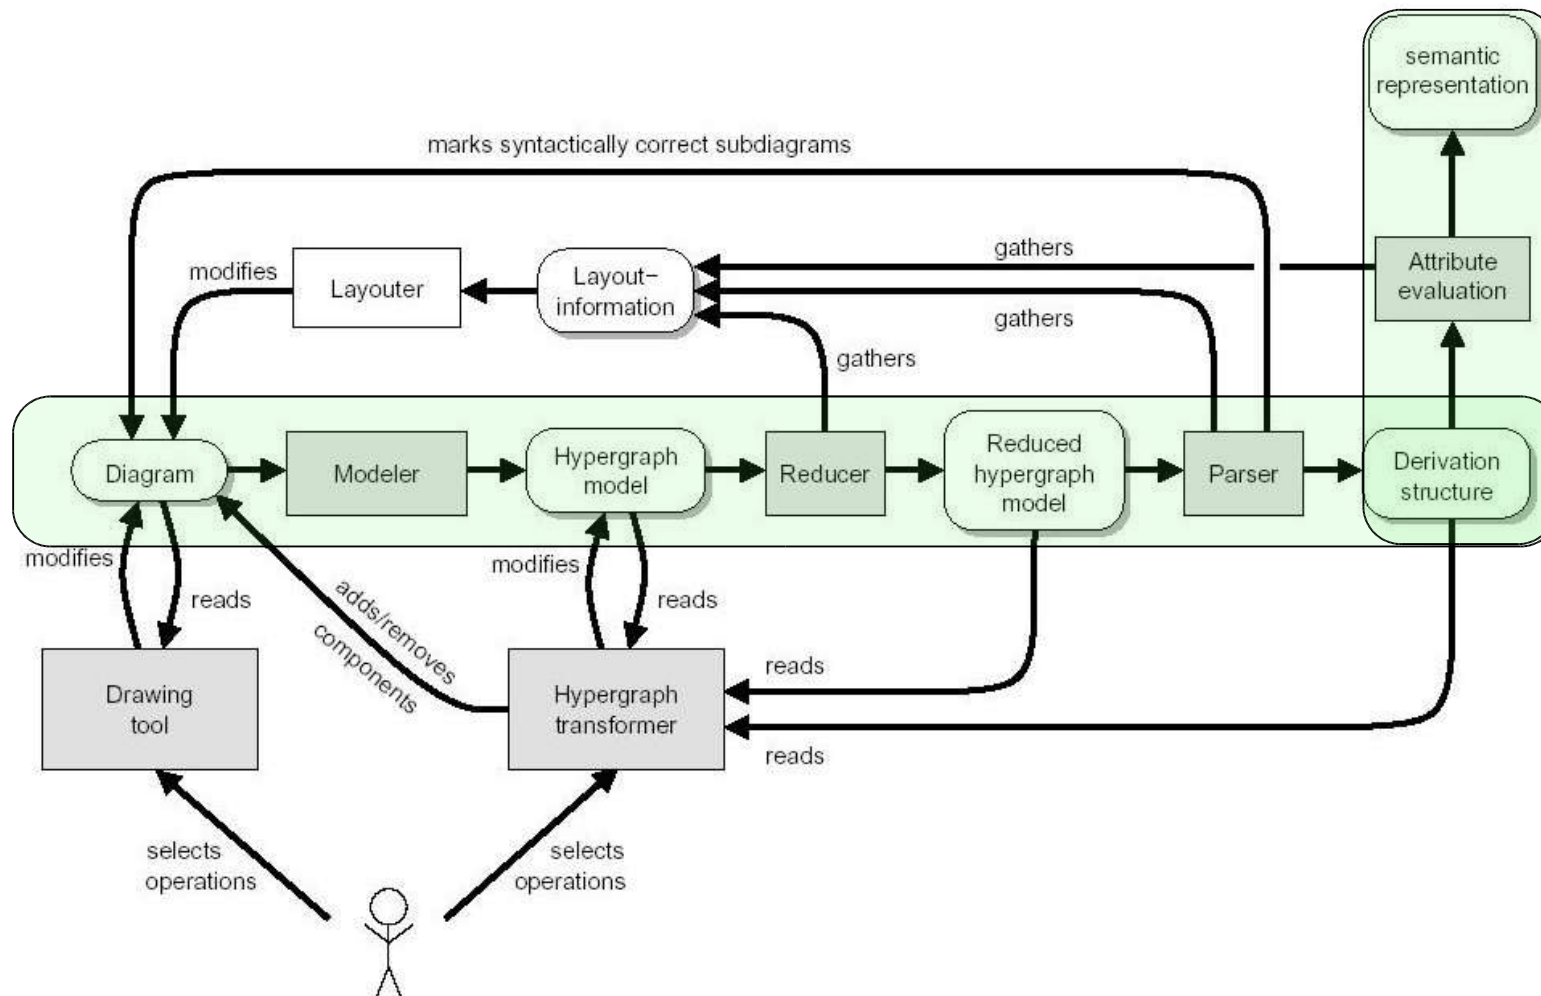 semantic
representation
marks syntactically correct subdiagrams
gathers
Attribute
evaluation
modifies
Layouter
Layout–
information
gathers
gathers
Diagram
Modeler
Hypergraph
model
Reducer
Reduced
hypergraph
model
Parser
Derivation
structure
modifies
reads
adds/removes
components
modifies
reads
reads
Drawing
tool
Hypergraph
transformer
reads
selects
operations
selects
operations